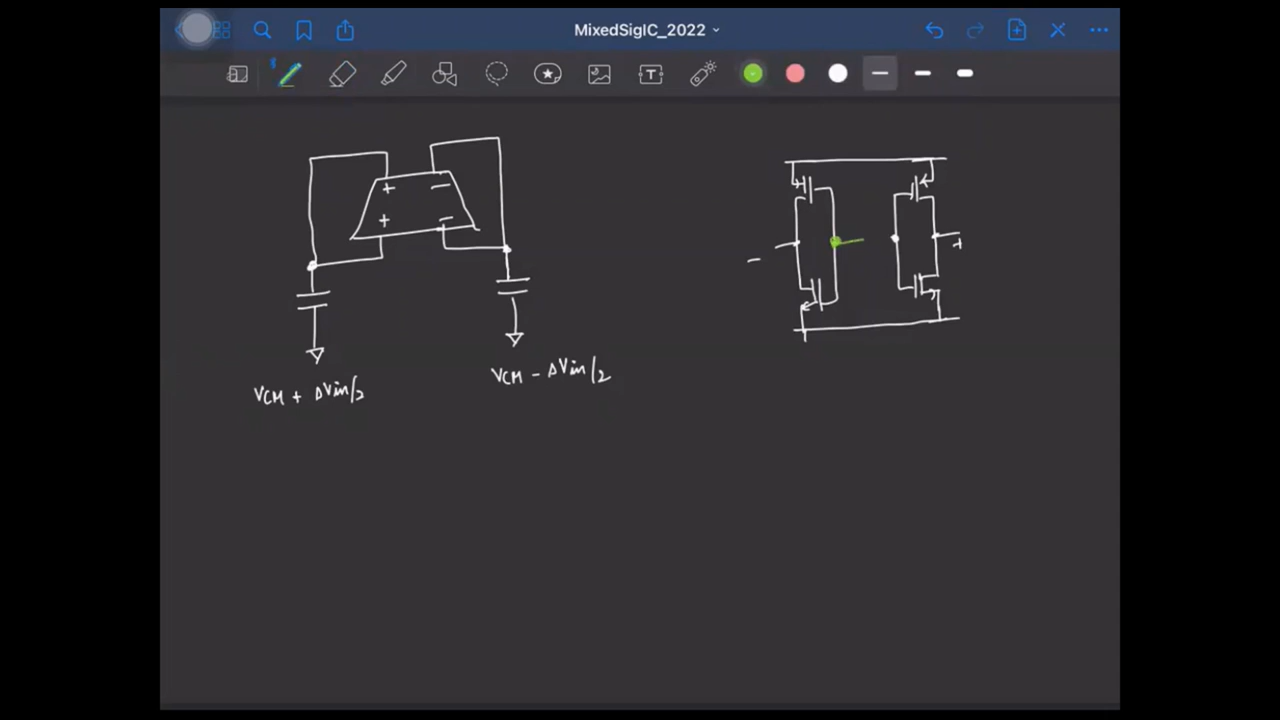 MixedSigIC_2022
+ −
+ −
− +
VCM + ΔVin/2
VCM − ΔVin/2